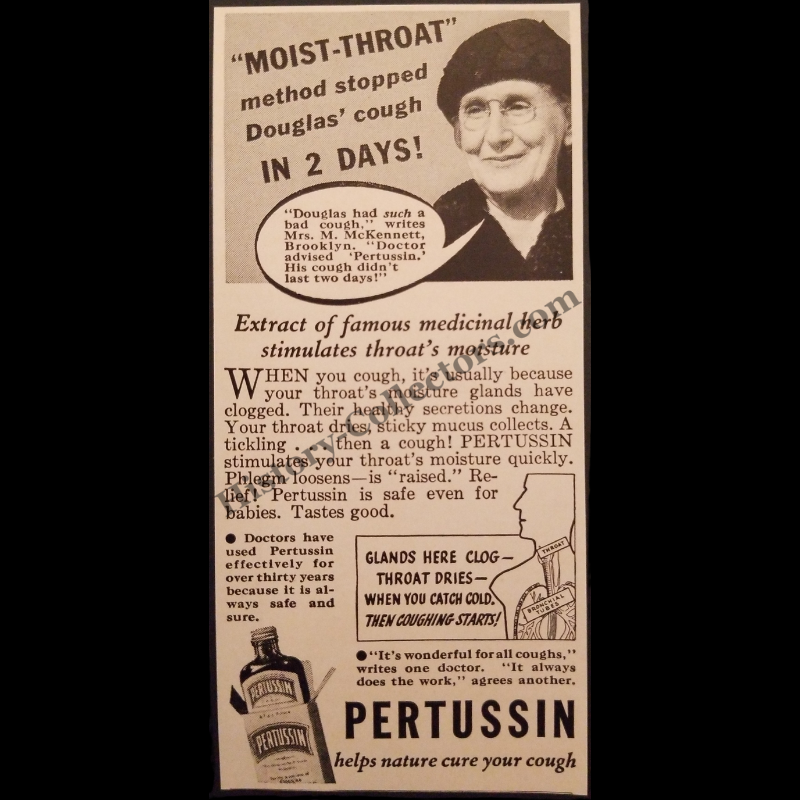 "MOIST-THROAT"
method stopped
Douglas' cough
IN 2 DAYS!
"Douglas had such a
bad cough," writes
Mrs. M. McKennett,
Brooklyn. "Doctor
advised 'Pertussin.'
His cough didn't
last two days!"
Extract of famous medicinal herb
stimulates throat's moisture
WHEN you cough, it's usually because
your throat's moisture glands have
clogged. Their healthy secretions change.
Your throat dries, sticky mucus collects. A
tickling . . . then a cough! PERTUSSIN
stimulates your throat's moisture quickly.
Phlegm loosens—is "raised." Re-
lief! Pertussin is safe even for
babies. Tastes good.
● Doctors have
used Pertussin
effectively for
over thirty years
because it is al-
ways safe and
sure.
GLANDS HERE CLOG—
THROAT DRIES—
WHEN YOU CATCH COLD.
THEN COUGHING STARTS!
THROAT
BRONCHIAL
TUBES
● "It's wonderful for all coughs,"
writes one doctor. "It always
does the work," agrees another.
PERTUSSIN
PERTUSSIN
PERTUSSIN
helps nature cure your cough
History-Collectors.com